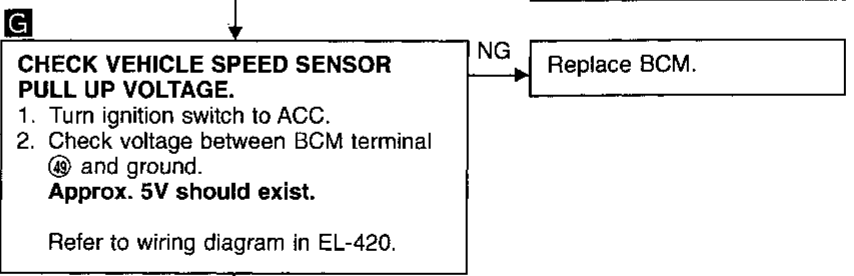 G
CHECK VEHICLE SPEED SENSOR
PULL UP VOLTAGE.
1. Turn ignition switch to ACC.
2. Check voltage between BCM terminal
㊾ and ground.
Approx. 5V should exist.
Refer to wiring diagram in EL-420.
NG
Replace BCM.